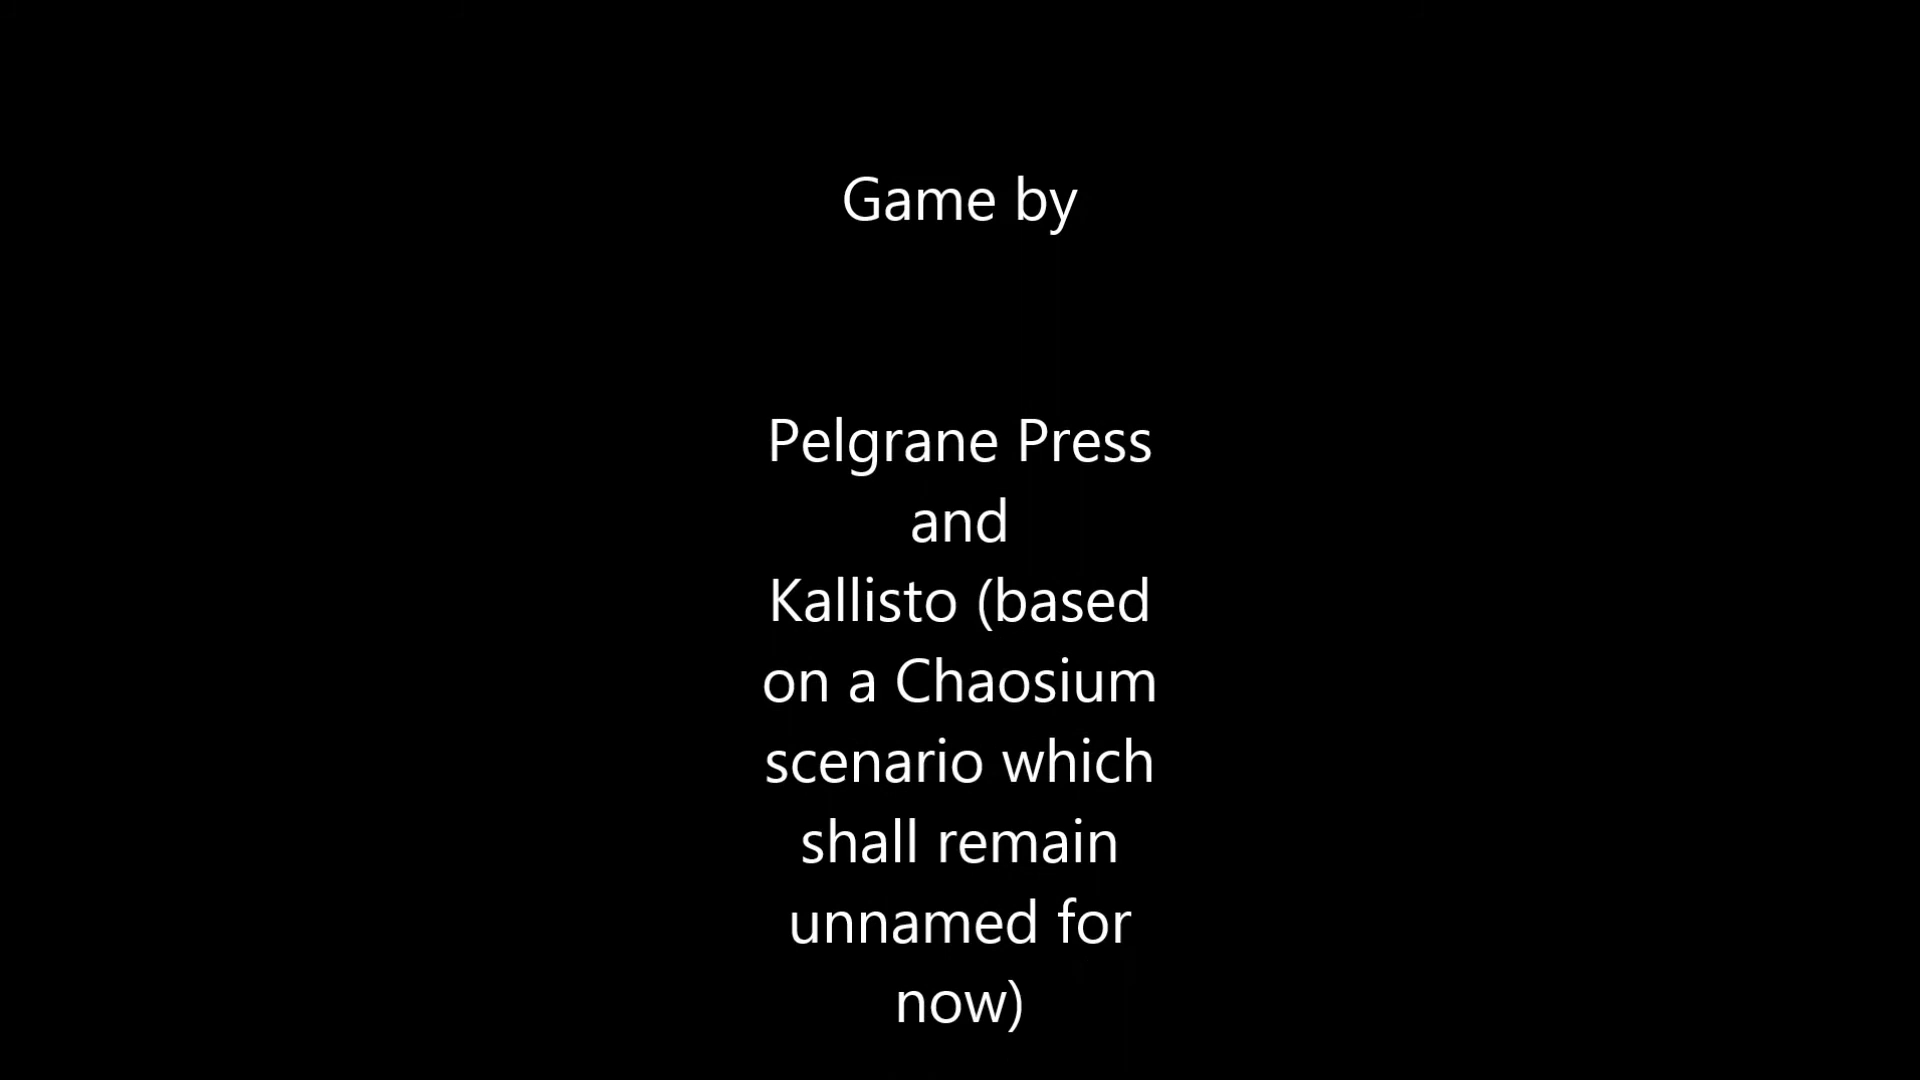 Game by
Pelgrane Press
and
Kallisto (based
on a Chaosium
scenario which
shall remain
unnamed for
now)